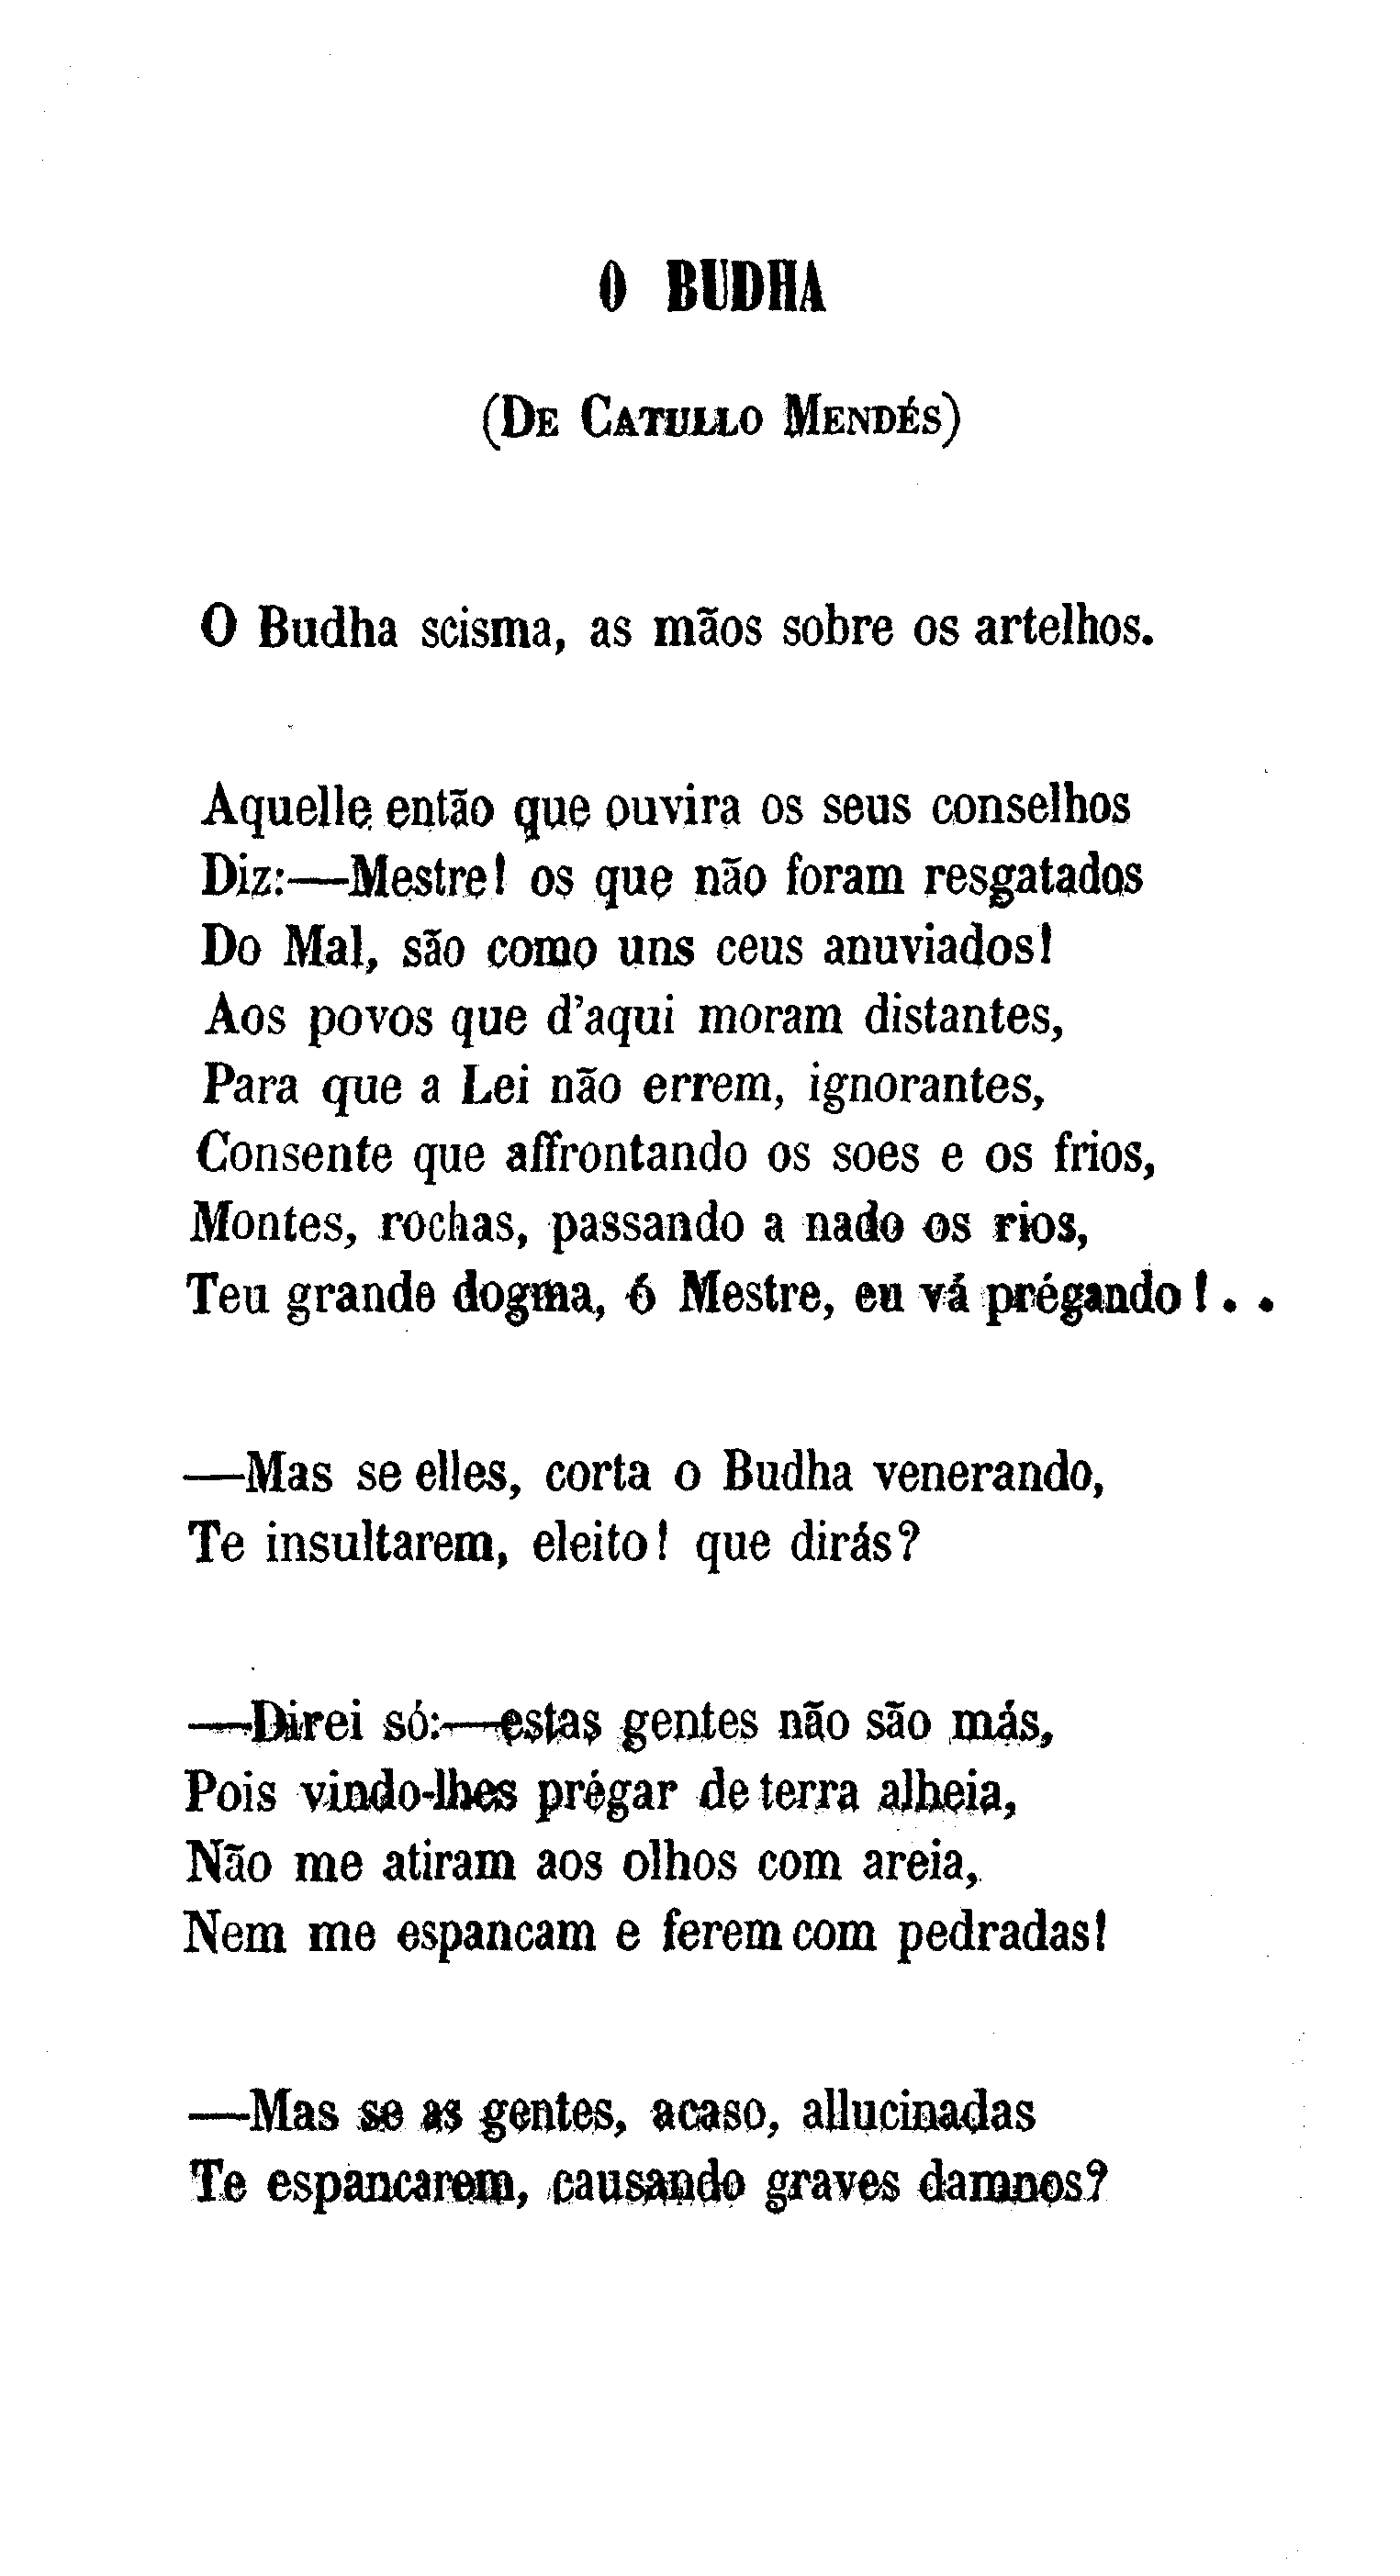 O BUDHA
(De Catullo Mendés)
O Budha scisma, as mãos sobre os artelhos.
Aquelle então que ouvira os seus conselhos
Diz:—Mestre! os que não foram resgatados
Do Mal, são como uns ceus anuviados!
Aos povos que d'aqui moram distantes,
Para que a Lei não errem, ignorantes,
Consente que affrontando os soes e os frios,
Montes, rochas, passando a nado os rios,
Teu grande dogma, ó Mestre, eu vá prégando!..
—Mas se elles, corta o Budha venerando,
Te insultarem, eleito! que dirás?
—Direi só:—estas gentes não são más,
Pois vindo-lhes prégar de terra alheia,
Não me atiram aos olhos com areia,
Nem me espancam e ferem com pedradas!
—Mas se as gentes, acaso, allucinadas
Te espancarem, causando graves damnos?